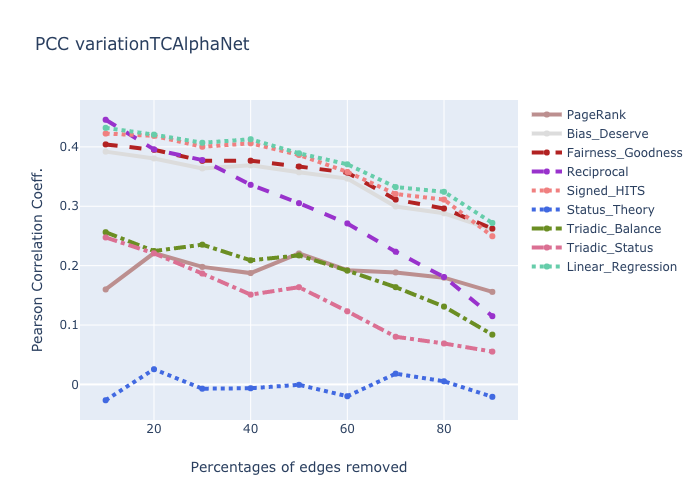 PCC variationTCAlphaNet
PageRank
Bias_Deserve
Fairness_Goodness
Reciprocal
Signed_HITS
Status_Theory
Triadic_Balance
Triadic_Status
Linear_Regression
Pearson Correlation Coeff.
0.4
0.3
0.2
0.1
0
20 40 60 80
Percentages of edges removed